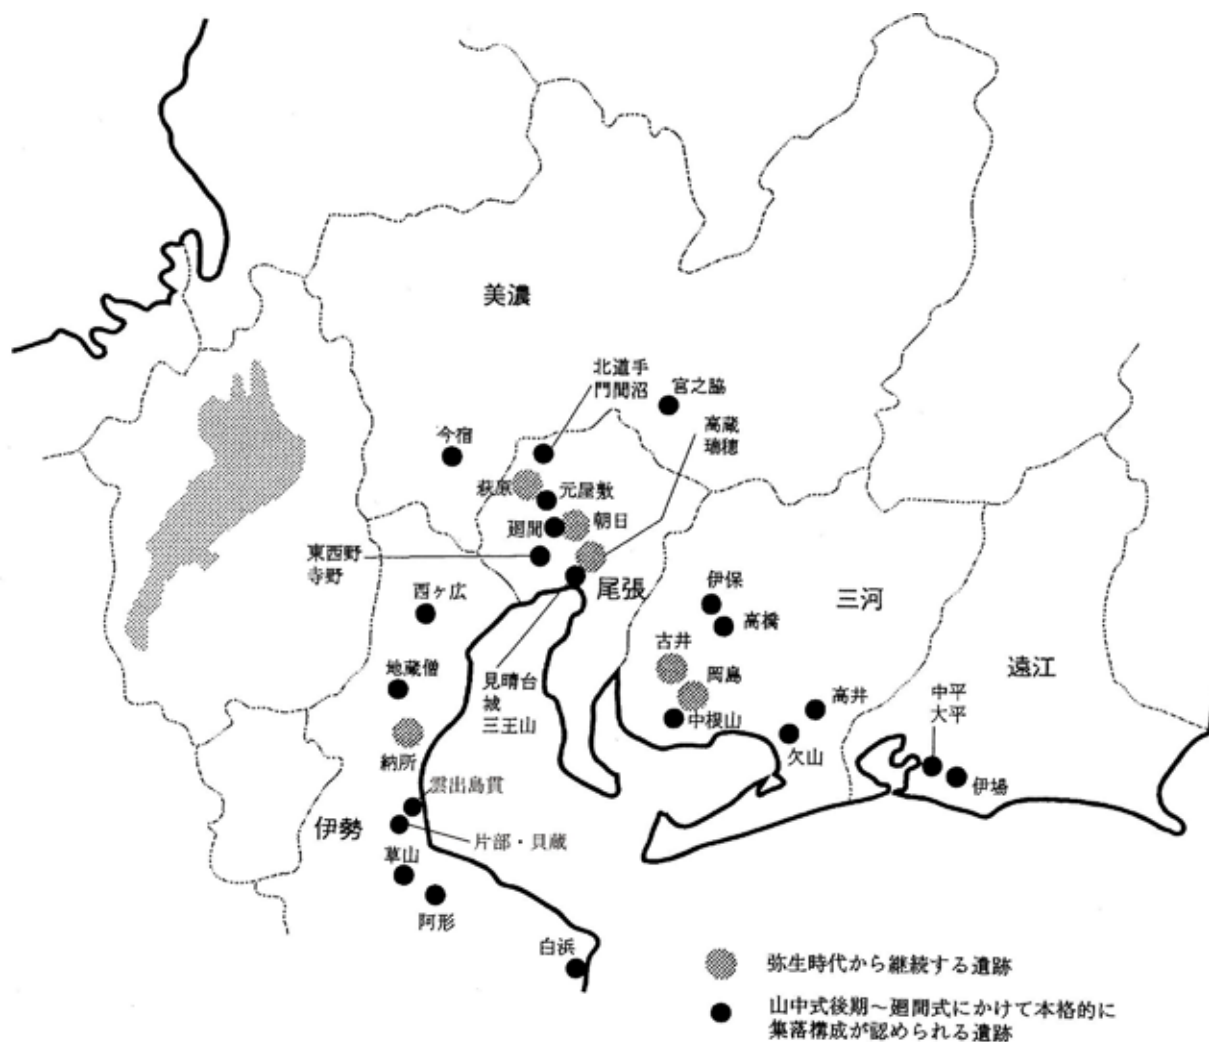 美濃
北道手
門間沼
宮之脇
高蔵
瑞穂
今宿
萩原
元屋敷
廻間
朝日
東西野
寺野
尾張
西ヶ広
伊保
三河
高橋
古井
地蔵僧
見晴台
城
三王山
岡島
遠江
中根山
高井
中平
大平
納所
欠山
伊場
雲出島貫
伊勢
片部・貝蔵
草山
阿形
白浜
弥生時代から継続する遺跡
山中式後期～廻間式にかけて本格的に
集落構成が認められる遺跡